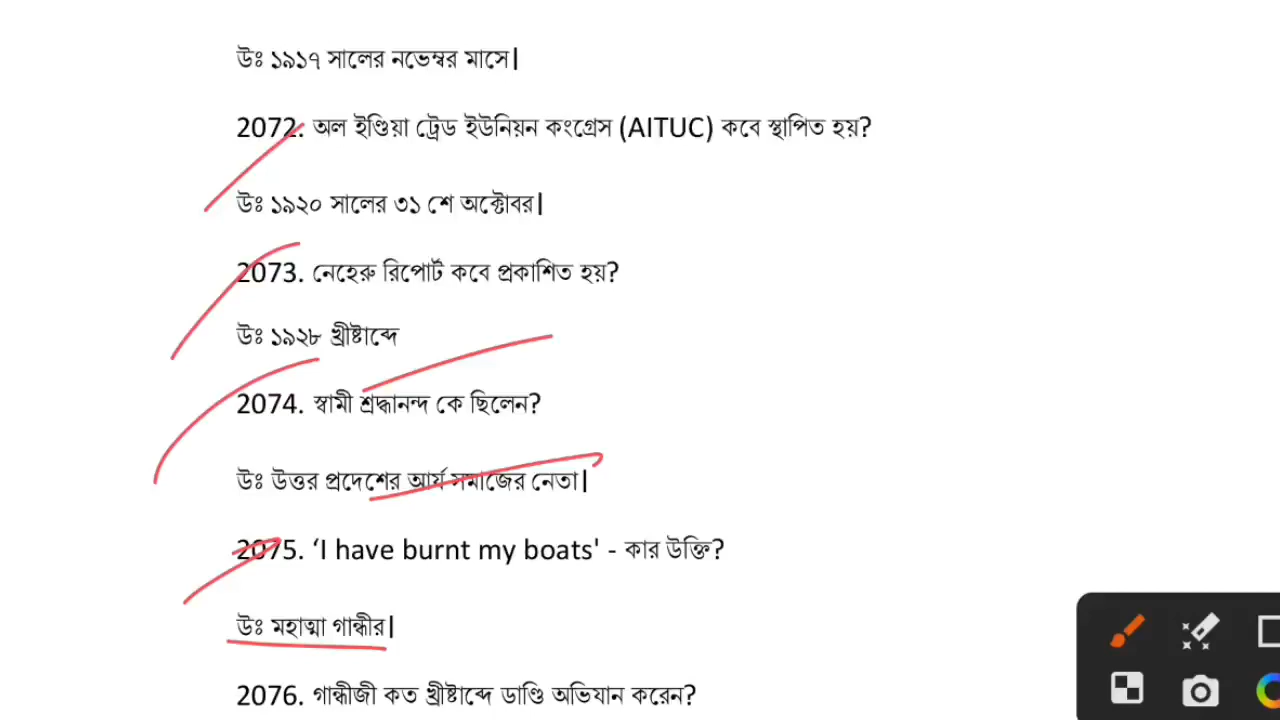 উঃ ১৯১৭ সালের নভেম্বর মাসে|
2072. অল ইণ্ডিয়া ট্রেড ইউনিয়ন কংগ্রেস (AITUC) কবে স্থাপিত হয়?
উঃ ১৯২০ সালের ৩১ শে অক্টোবর|
2073. নেহেরু রিপোর্ট কবে প্রকাশিত হয়?
উঃ ১৯২৮ খ্রীষ্টাব্দে
2074. স্বামী শ্রদ্ধানন্দ কে ছিলেন?
উঃ উত্তর প্রদেশের আর্য সমাজের নেতা|
2075. ‘I have burnt my boats' - কার উক্তি?
উঃ মহাত্মা গান্ধীর|
2076. গান্ধীজী কত খ্রীষ্টাব্দে ডাণ্ডি অভিযান করেন?